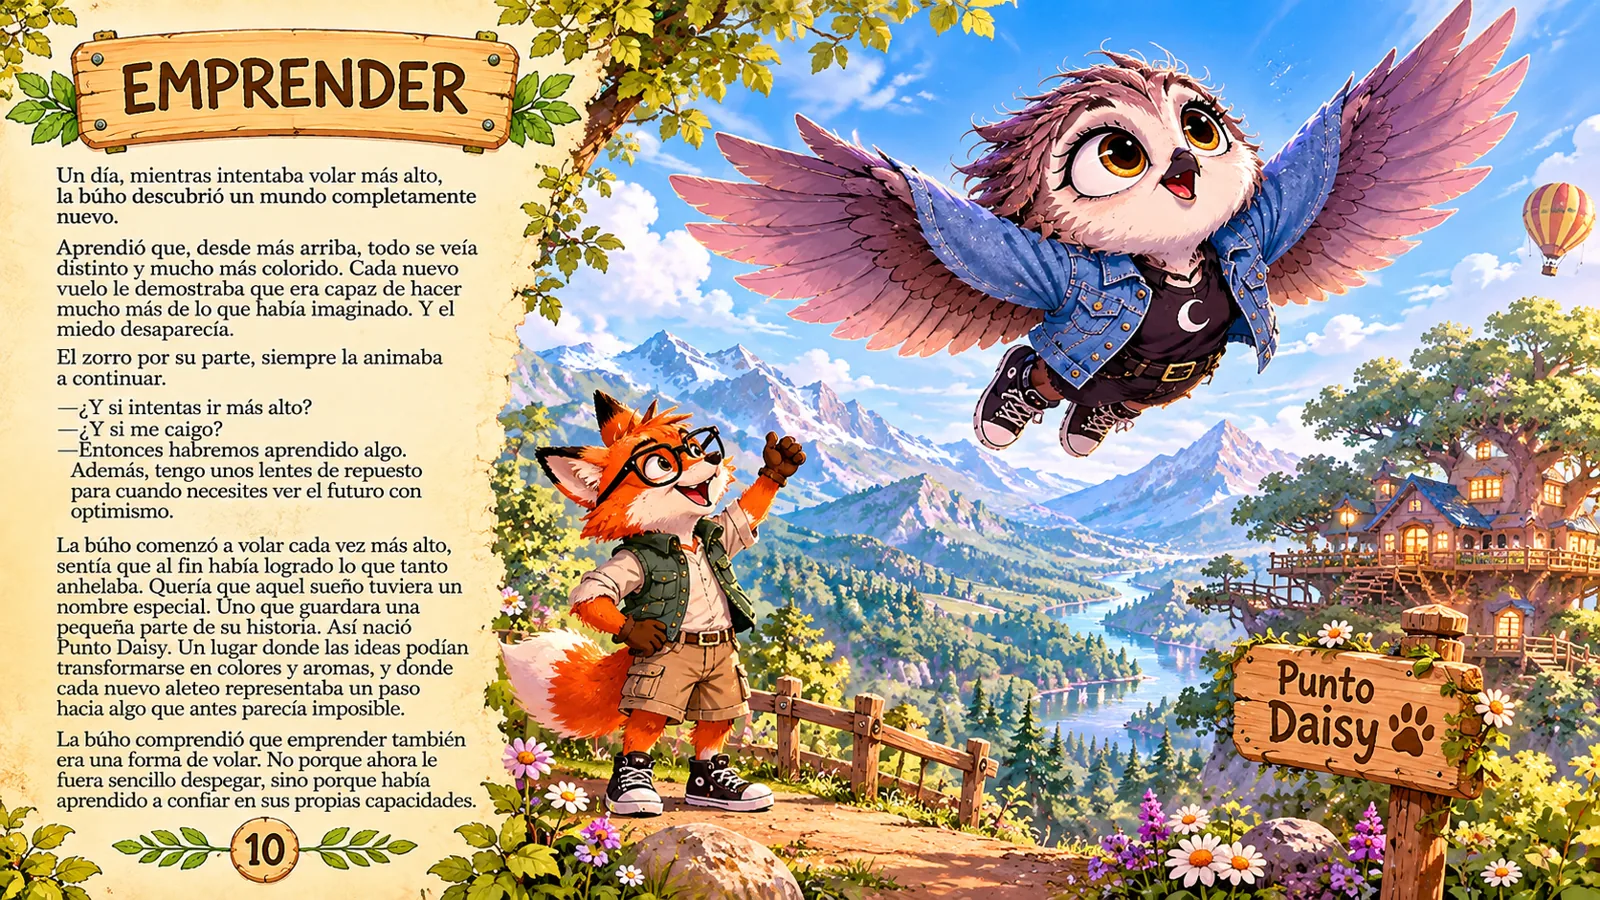 EMPRENDER
Un día, mientras intentaba volar más alto,
la búho descubrió un mundo completamente
nuevo.
Aprendió que, desde más arriba, todo se veía
distinto y mucho más colorido. Cada nuevo
vuelo le demostraba que era capaz de hacer
mucho más de lo que había imaginado. Y el
miedo desaparecía.
El zorro por su parte, siempre la animaba
a continuar.
—¿Y si intentas ir más alto?
—¿Y si me caigo?
—Entonces habremos aprendido algo.
Además, tengo unos lentes de repuesto
para cuando necesites ver el futuro con
optimismo.
La búho comenzó a volar cada vez más alto,
sentía que al fin había logrado lo que tanto
anhelaba. Quería que aquel sueño tuviera un
nombre especial. Uno que guardara una
pequeña parte de su historia. Así nació
Punto Daisy. Un lugar donde las ideas podían
transformarse en colores y aromas, y donde
cada nuevo aleteo representaba un paso
hacia algo que antes parecía imposible.
La búho comprendió que emprender también
era una forma de volar. No porque ahora le
fuera sencillo despegar, sino porque había
aprendido a confiar en sus propias capacidades.
10
Punto
Daisy